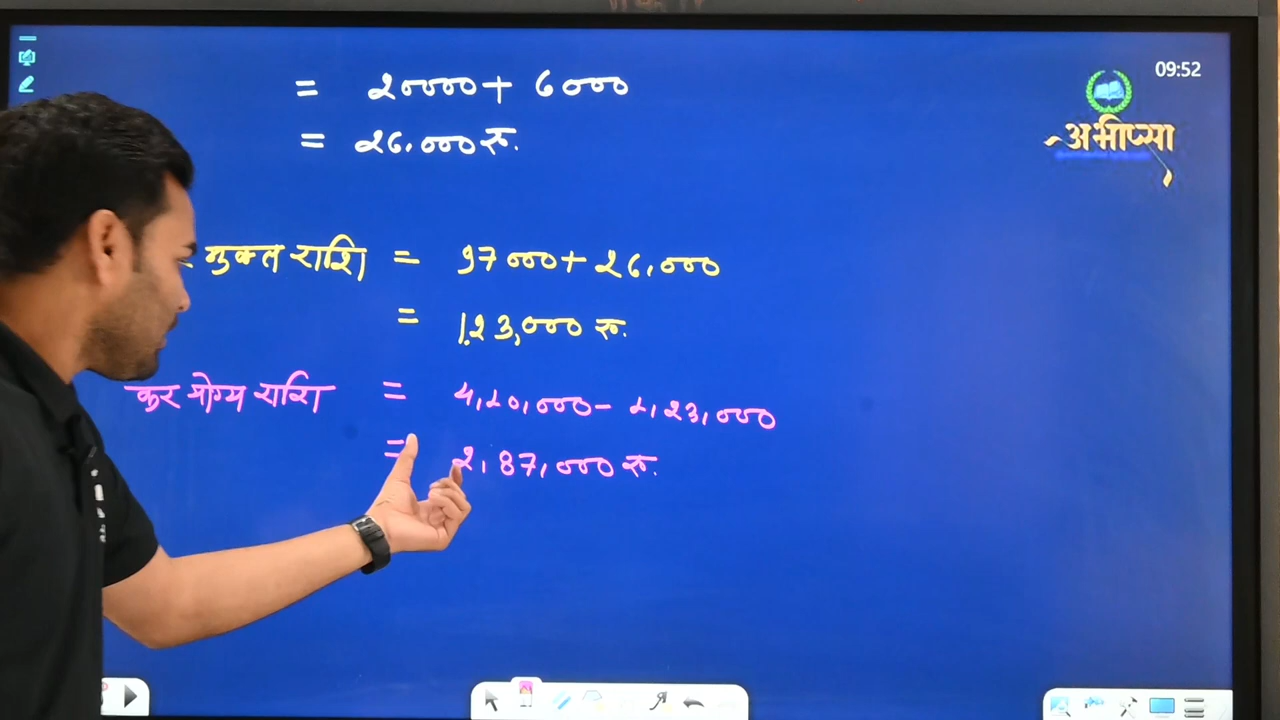 = 20000 + 6000
= 26,000 रु.
09:52
अभीप्सा
मुक्त राशि = 97000 + 26,000
= 1,23,000 रु.
कर योग्य राशि = 4,20,000 - 1,23,000
= 2,87,000 रु.